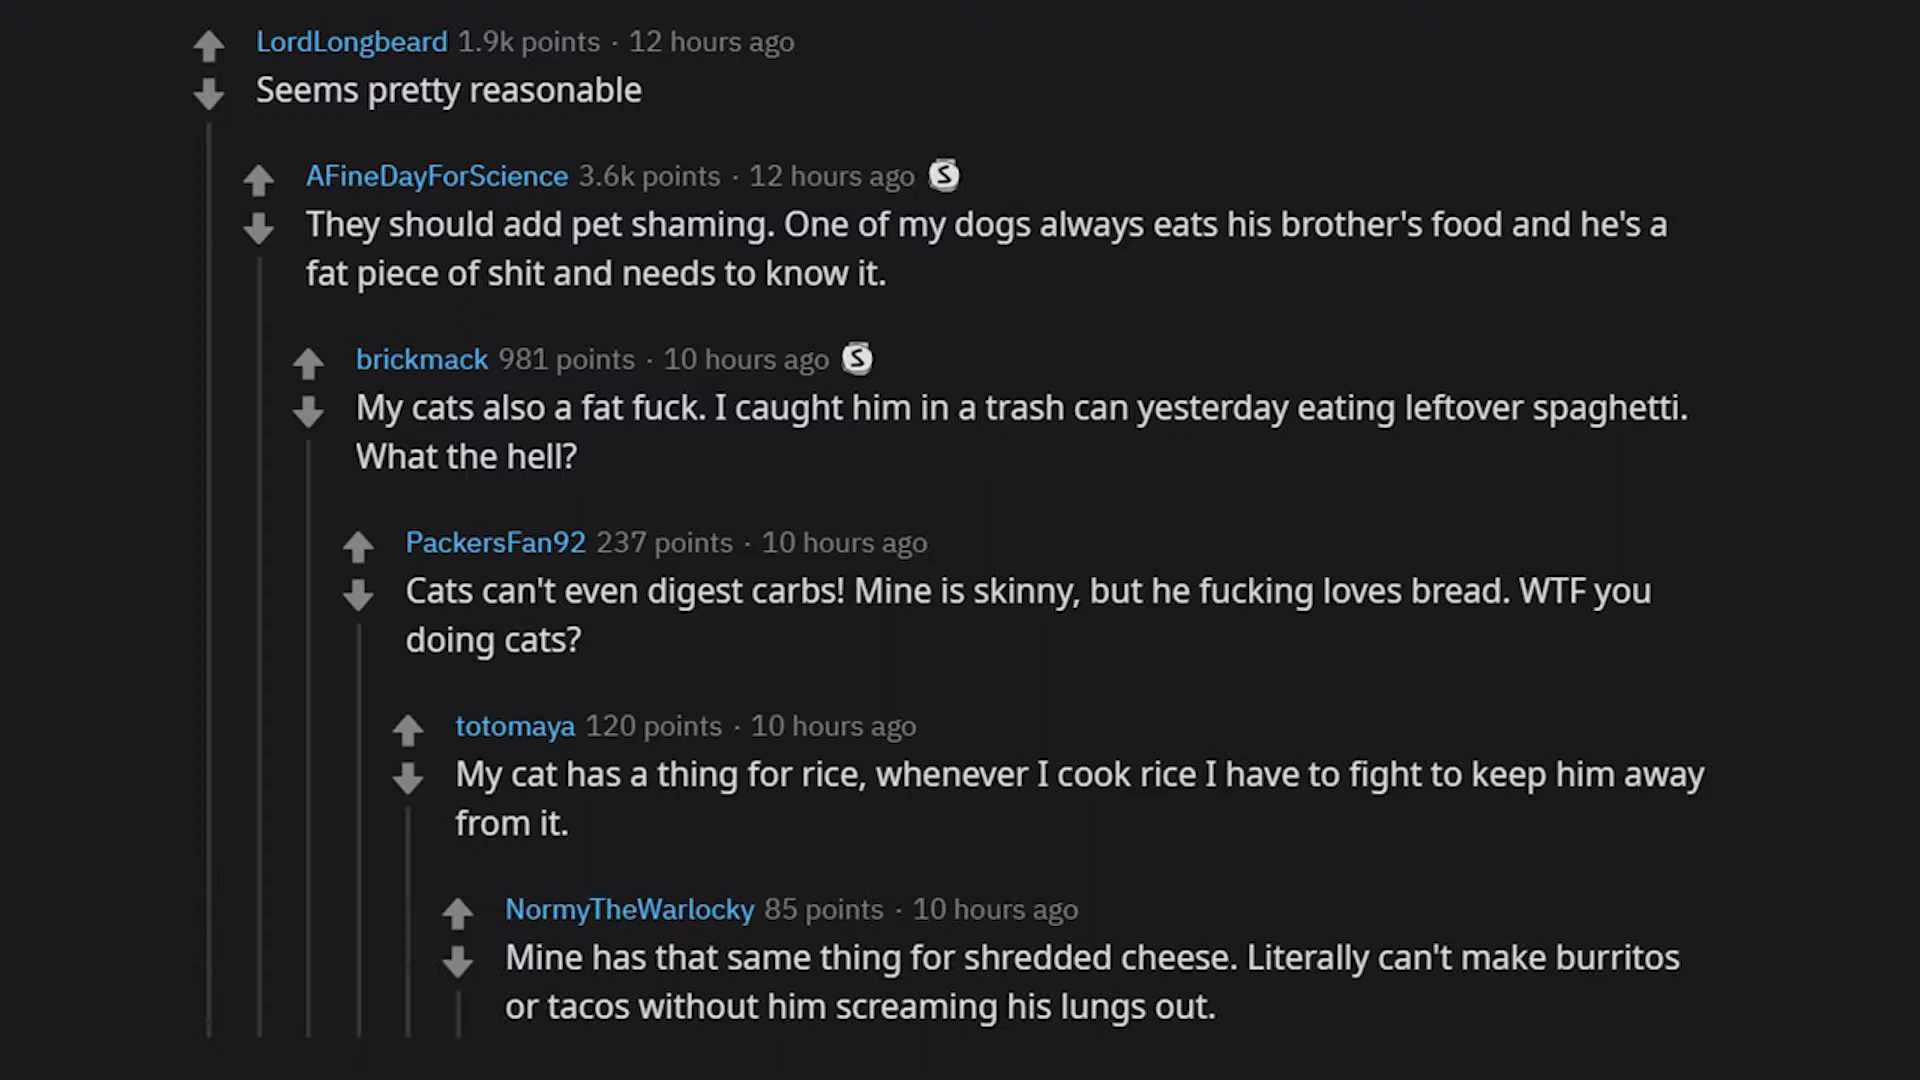 LordLongbeard 1.9k points · 12 hours ago
Seems pretty reasonable
AFineDayForScience 3.6k points · 12 hours ago S
They should add pet shaming. One of my dogs always eats his brother's food and he's a
fat piece of shit and needs to know it.
brickmack 981 points · 10 hours ago S
My cats also a fat fuck. I caught him in a trash can yesterday eating leftover spaghetti.
What the hell?
PackersFan92 237 points · 10 hours ago
Cats can't even digest carbs! Mine is skinny, but he fucking loves bread. WTF you
doing cats?
totomaya 120 points · 10 hours ago
My cat has a thing for rice, whenever I cook rice I have to fight to keep him away
from it.
NormyTheWarlocky 85 points · 10 hours ago
Mine has that same thing for shredded cheese. Literally can't make burritos
or tacos without him screaming his lungs out.